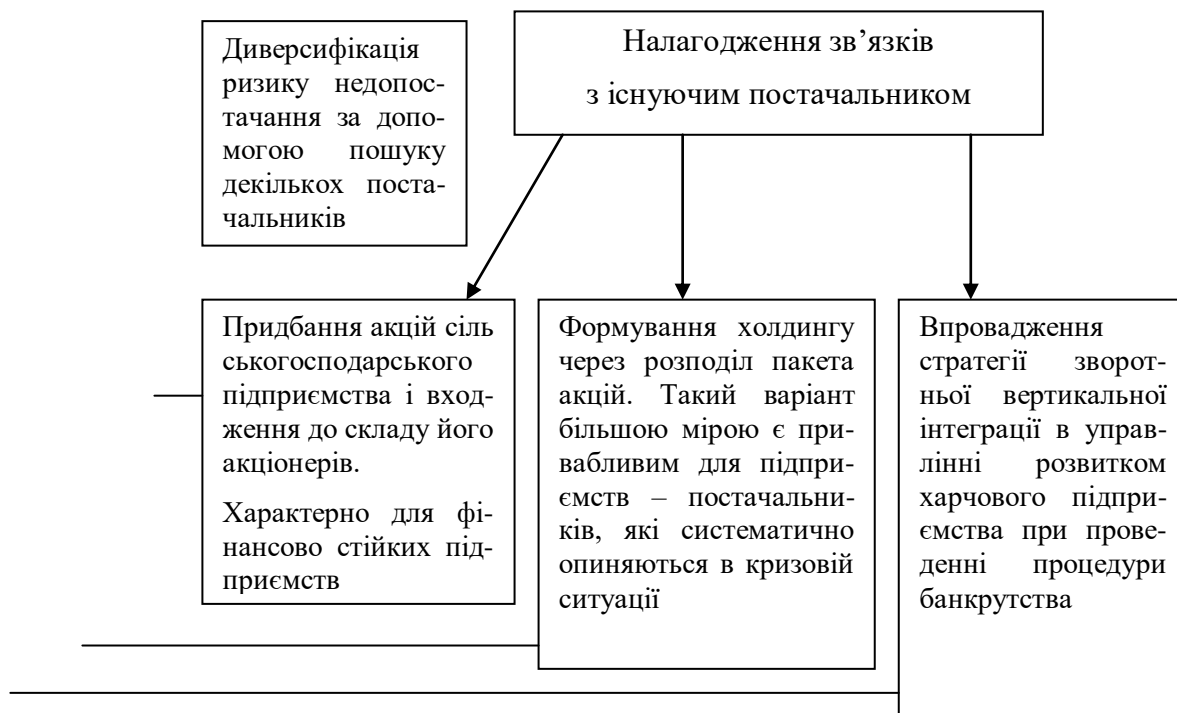 Диверсифікація
ризику недопос-
тачання за допо-
могою пошуку
декількох поста-
чальників
Налагодження зв’язків
з існуючим постачальником
Придбання акцій сіль
ськогосподарського
підприємства і вход-
ження до складу його
акціонерів.
Характерно для фі-
нансово стійких під-
приємств
Формування холдингу
через розподіл пакета
акцій. Такий варіант
більшою мірою є при-
вабливим для підпри-
ємств – постачальни-
ків, які систематично
опиняються в кризовій
ситуації
Впровадження
стратегії зворот-
ньої вертикальної
інтеграції в управ-
лінні розвитком
харчового підпри-
ємства при прове-
денні процедури
банкрутства